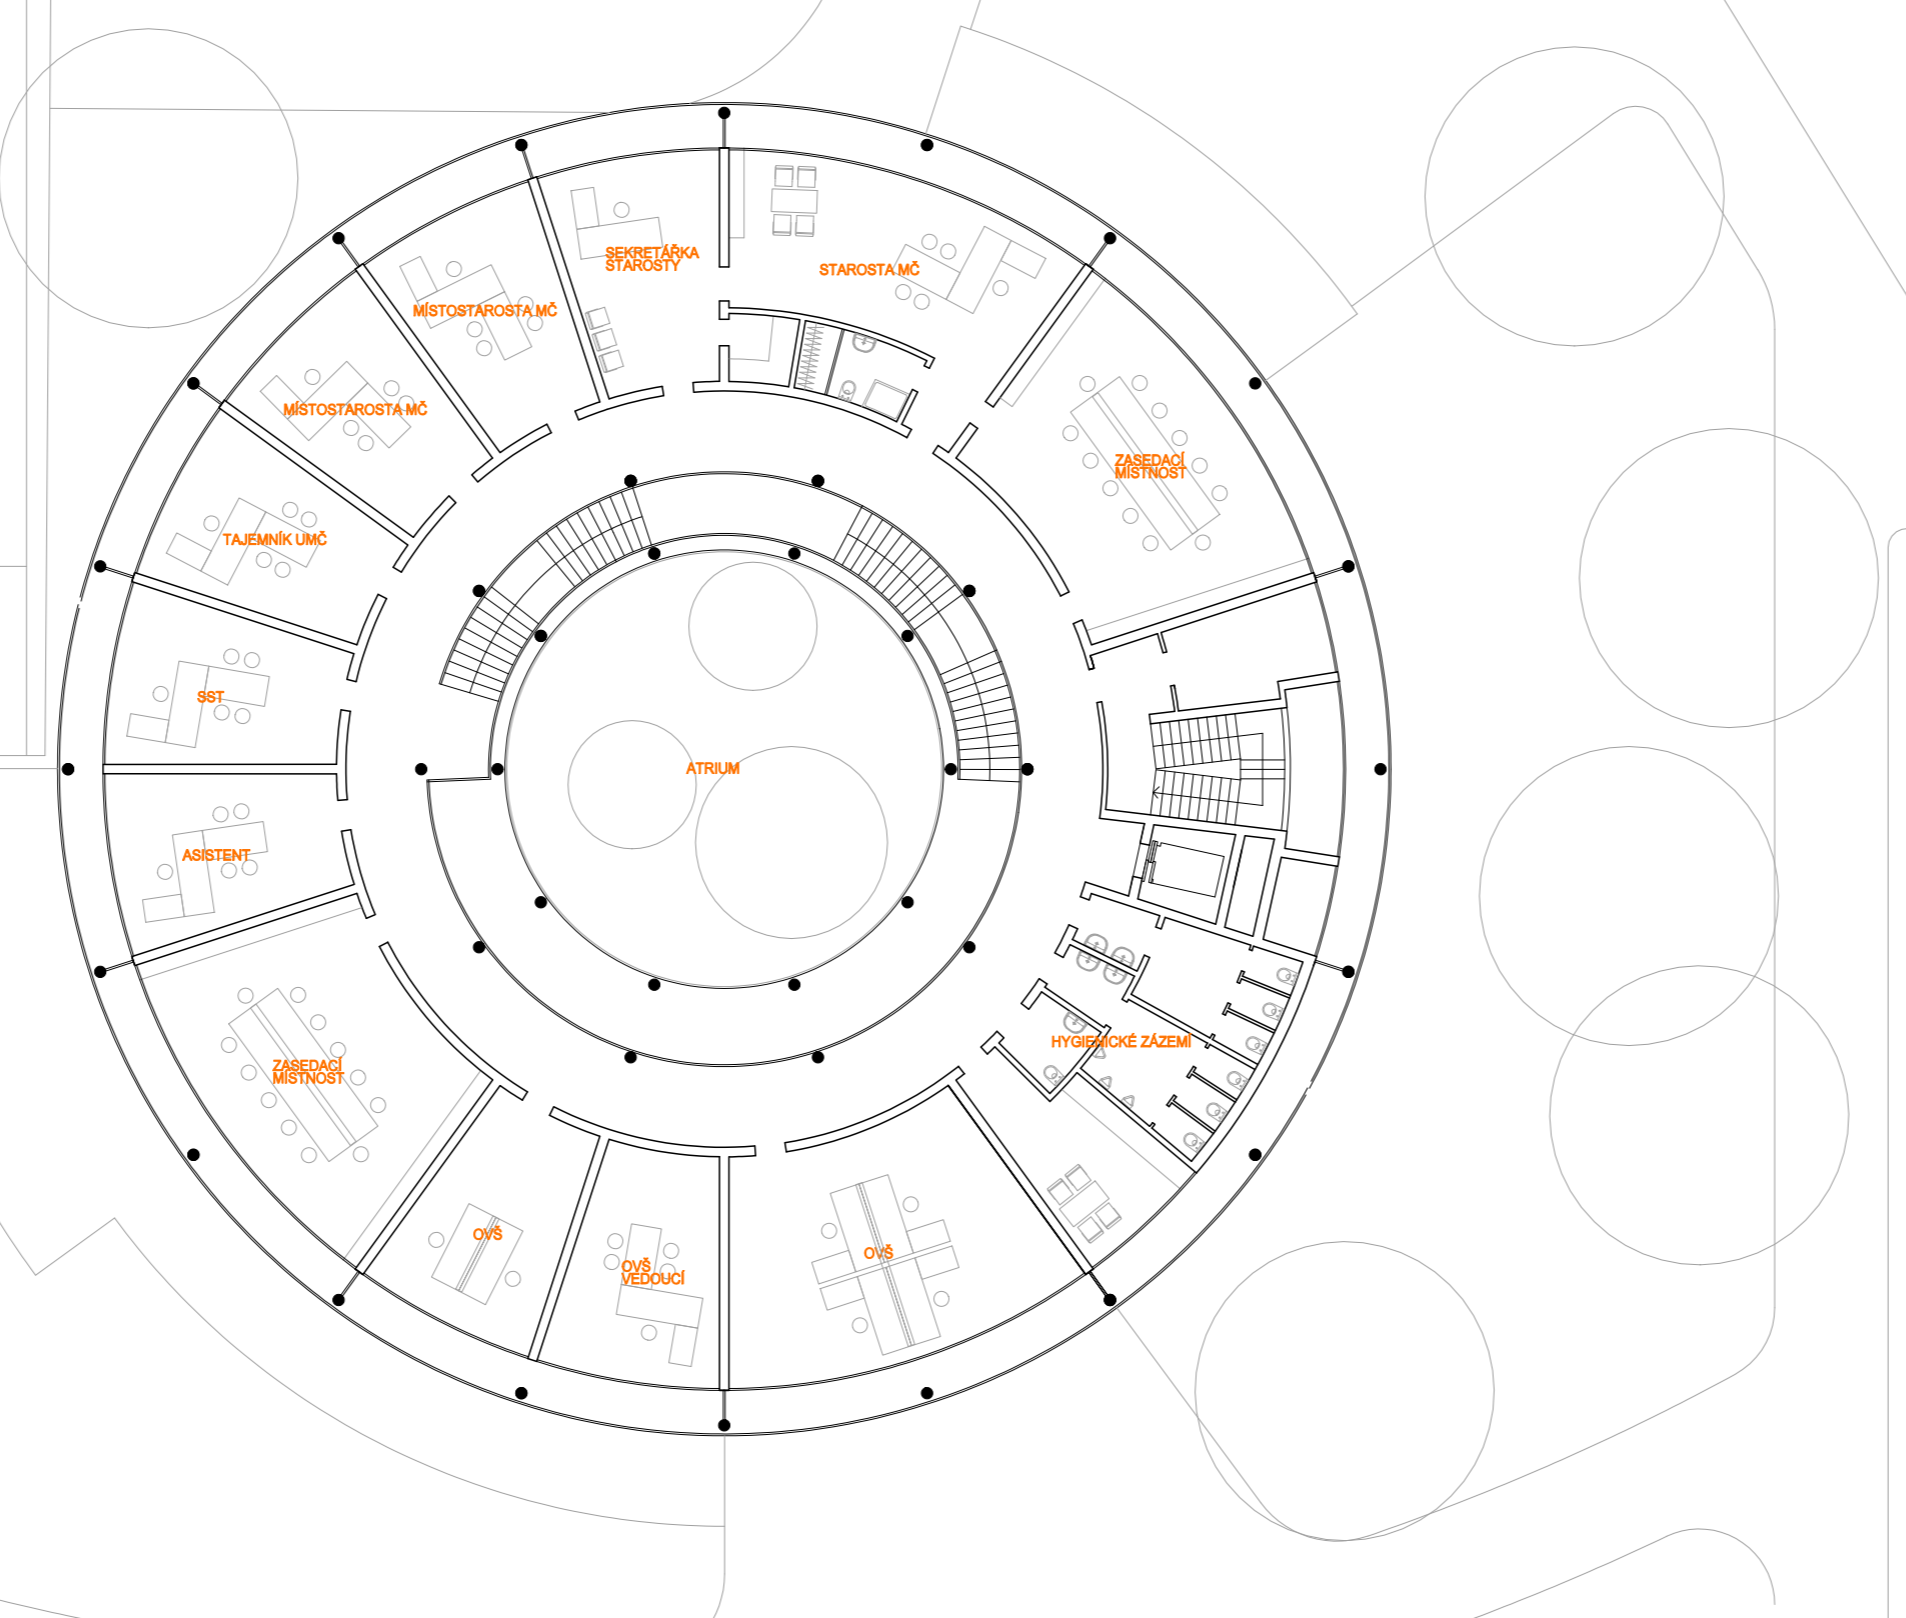 SEKRETÁŘKA
STAROSTY
STAROSTA MČ
MÍSTOSTAROSTA MČ
MÍSTOSTAROSTA MČ
ZASEDACÍ
MÍSTNOST
TAJEMNÍK UMČ
SST
ATRIUM
ASISTENT
HYGIENICKÉ ZÁZEMÍ
ZASEDACÍ
MÍSTNOST
OVŠ
OVŠ
VEDOUCÍ
OVŠ